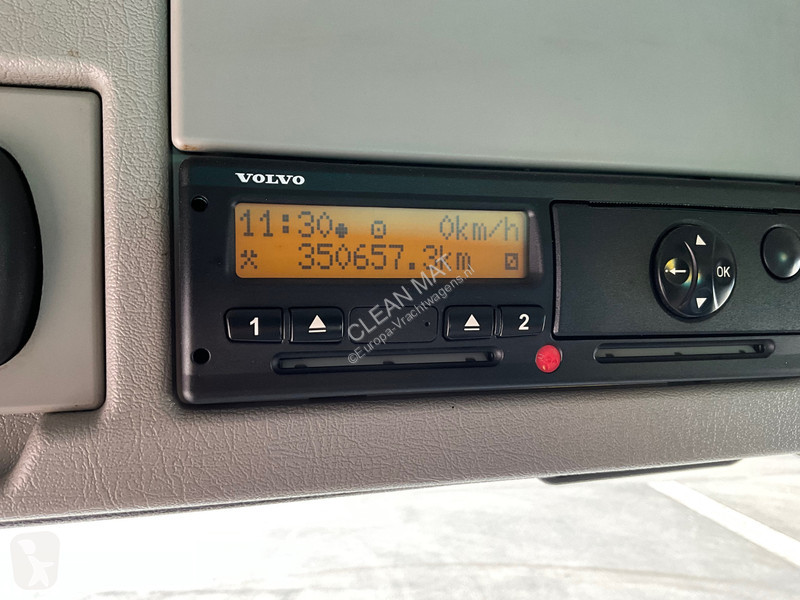 VOLVO
11:30 0km/h
350657.3km
1
2
OK
CLEAN MAT
©Europa-Vrachtwagens.nl